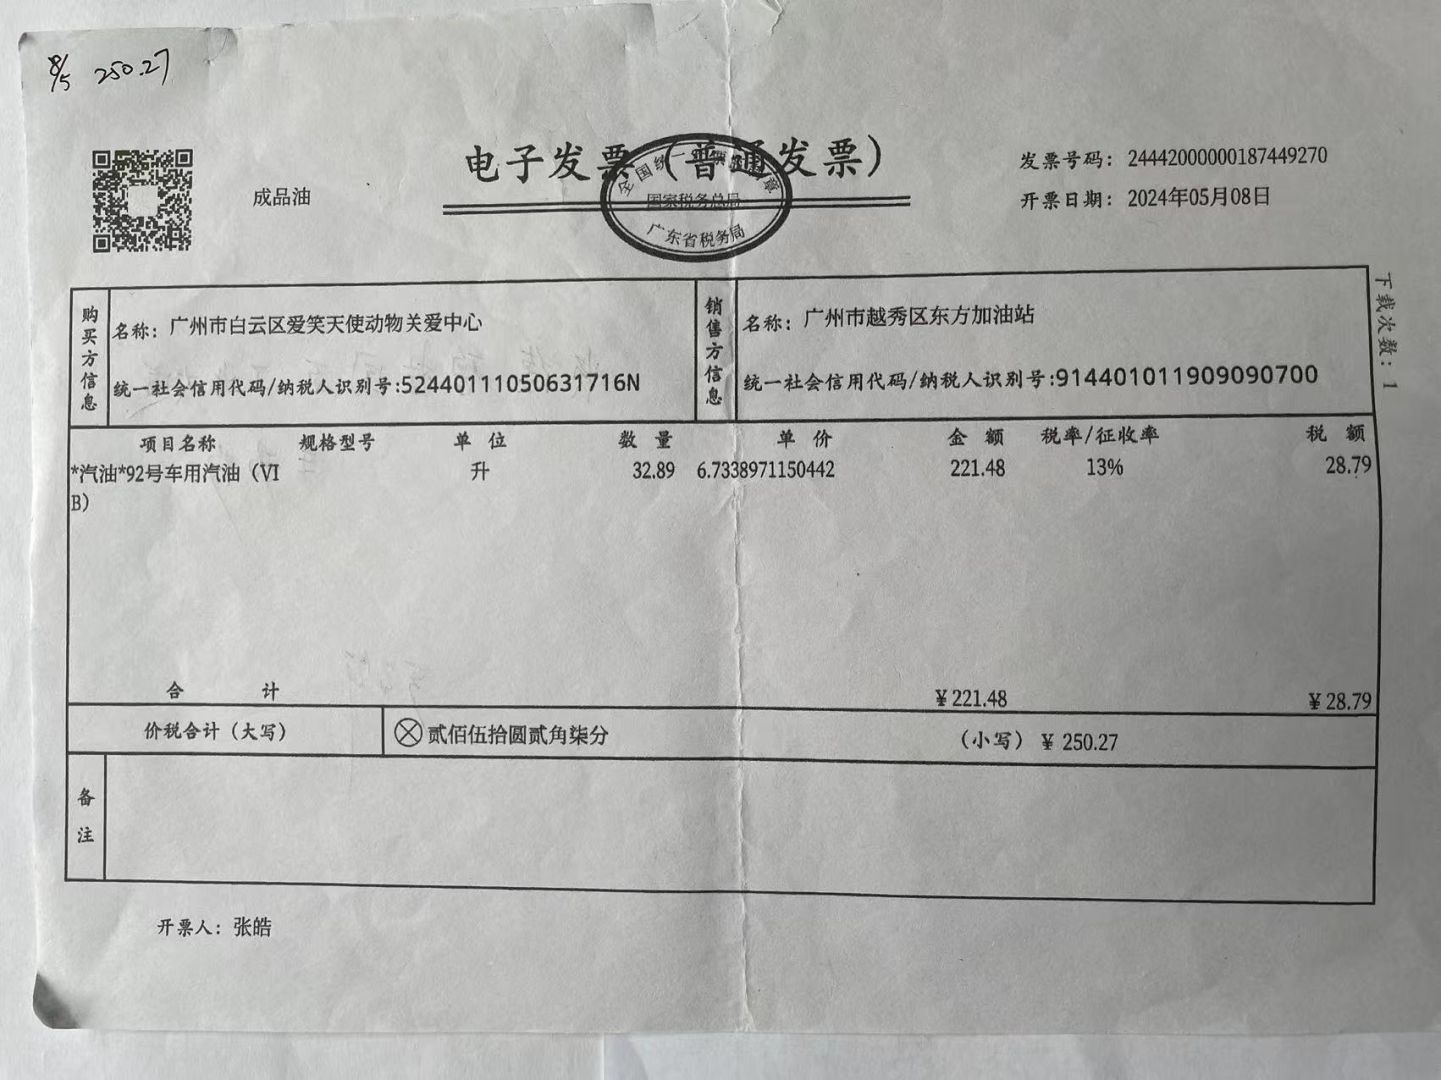 8/5 250.27
成品油
电子发票（普通发票）
国家税务总局
广东省税务局
发票号码：24442000000187449270
开票日期：2024年05月08日
下载次数：1
购买方信息
名称：广州市白云区爱笑天使动物关爱中心
统一社会信用代码/纳税人识别号:52440111050631716N
销售方信息
名称：广州市越秀区东方加油站
统一社会信用代码/纳税人识别号:914401011909090700
项目名称 规格型号 单位 数量 单价 金额 税率/征收率 税额
*汽油*92号车用汽油（VI 升 32.89 6.7338971150442 221.48 13% 28.79
B）
合计 ¥221.48 ¥28.79
价税合计（大写） ⊗贰佰伍拾圆贰角柒分 （小写）¥ 250.27
备注
开票人：张皓